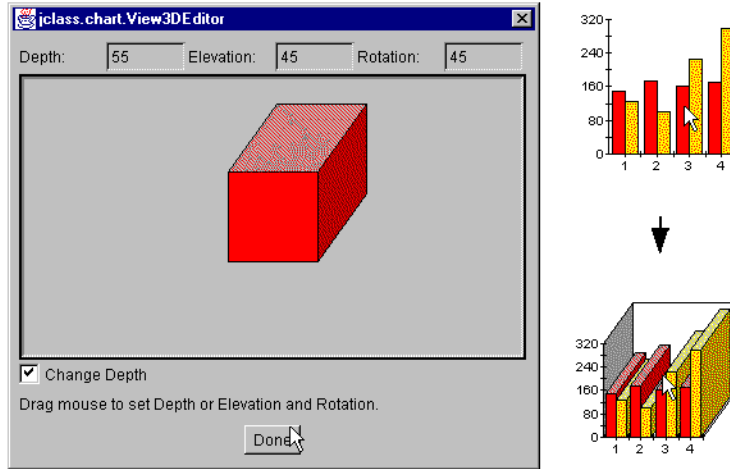 jclass.chart.View3DEditor
Depth: 55 Elevation: 45 Rotation: 45
Change Depth
Drag mouse to set Depth or Elevation and Rotation.
Done
320
240
160
80
0
1 2 3 4
320
240
160
80
0
1 2 3 4